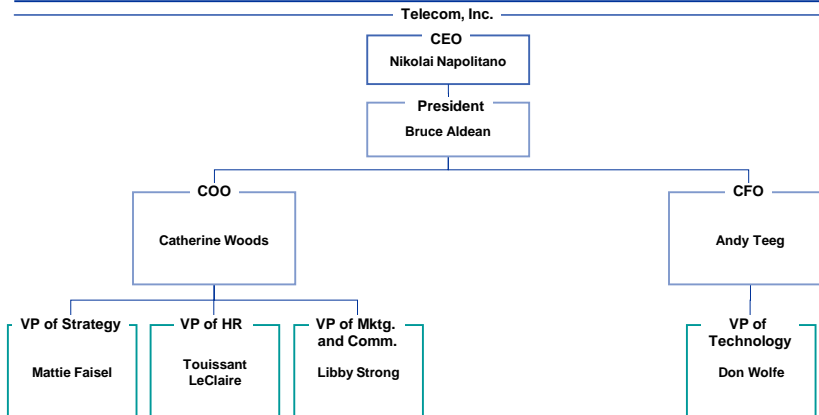 Telecom, Inc.
CEO
Nikolai Napolitano
President
Bruce Aldean
COO
Catherine Woods
CFO
Andy Teeg
VP of Strategy
Mattie Faisel
VP of HR
Touissant
LeClaire
VP of Mktg.
and Comm.
Libby Strong
VP of
Technology
Don Wolfe